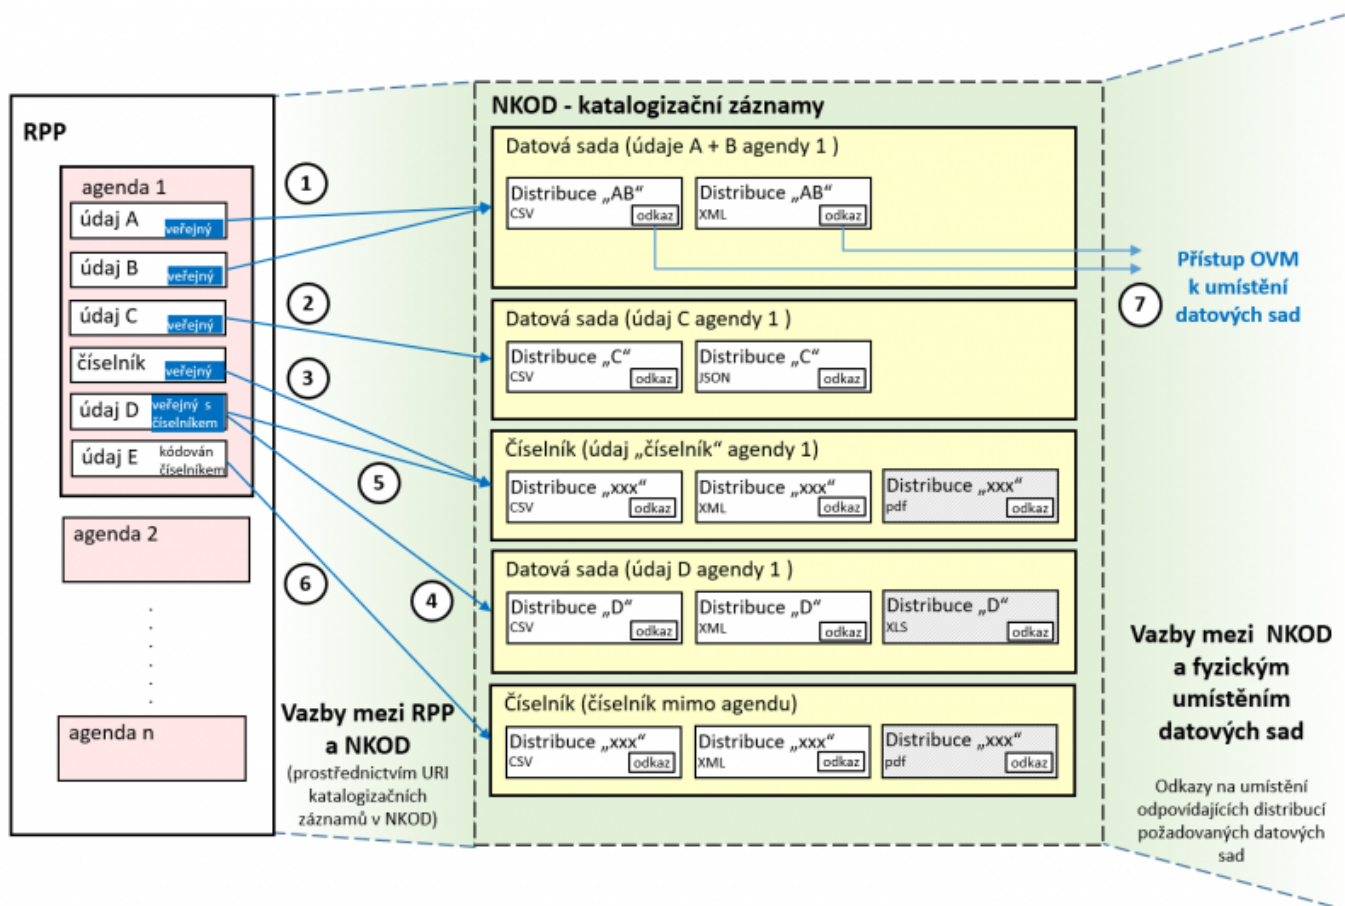 RPP
agenda 1
údaj A
veřejný
údaj B
veřejný
údaj C
veřejný
číselník
veřejný
údaj D
veřejný s
číselníkem
údaj E
kódován
číselníkem
agenda 2
agenda n
1
2
3
5
6
4
Vazby mezi RPP
a NKOD
(prostřednictvím URI
katalogizačních
záznamů v NKOD)
NKOD - katalogizační záznamy
Datová sada (údaje A + B agendy 1 )
Distribuce „AB“
CSV
odkaz
Distribuce „AB“
XML
odkaz
Datová sada (údaj C agendy 1 )
Distribuce „C“
CSV
odkaz
Distribuce „C“
JSON
odkaz
Číselník (údaj „číselník“ agendy 1)
Distribuce „xxx“
CSV
odkaz
Distribuce „xxx“
XML
odkaz
Distribuce „xxx“
pdf
odkaz
Datová sada (údaj D agendy 1 )
Distribuce „D“
CSV
odkaz
Distribuce „D“
XML
odkaz
Distribuce „D“
XLS
odkaz
Číselník (číselník mimo agendu)
Distribuce „xxx“
CSV
odkaz
Distribuce „xxx“
XML
odkaz
Distribuce „xxx“
pdf
odkaz
7
Přístup OVM
k umístění
datových sad
Vazby mezi NKOD
a fyzickým
umístěním
datových sad
Odkazy na umístění
odpovídajících distribucí
požadovaných datových
sad